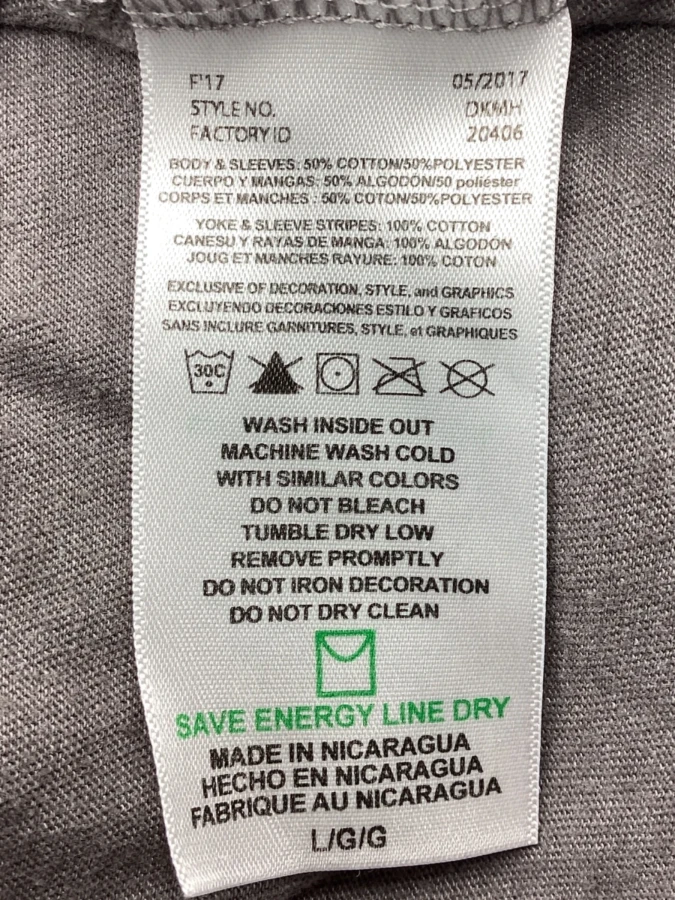 F'17 05/2017
STYLE NO. DKMH
FACTORY ID 20406
BODY & SLEEVES: 50% COTTON/50%POLYESTER
CUERPO Y MANGAS: 50% ALGODON/50 poliester
CORPS ET MANCHES : 50% COTON/50%POLYESTER
YOKE & SLEEVE STRIPES: 100% COTTON
CANESU Y RAYAS DE MANGA: 100% ALGODÓN
JOUG ET MANCHES RAYURE: 100% COTON
EXCLUSIVE OF DECORATION, STYLE, and GRAPHICS
EXCLUYENDO DECORACIONES ESTILO Y GRAFICOS
SANS INCLURE GARNITURES, STYLE, et GRAPHIQUES
30C
WASH INSIDE OUT
MACHINE WASH COLD
WITH SIMILAR COLORS
DO NOT BLEACH
TUMBLE DRY LOW
REMOVE PROMPTLY
DO NOT IRON DECORATION
DO NOT DRY CLEAN
SAVE ENERGY LINE DRY
MADE IN NICARAGUA
HECHO EN NICARAGUA
FABRIQUE AU NICARAGUA
L/G/G